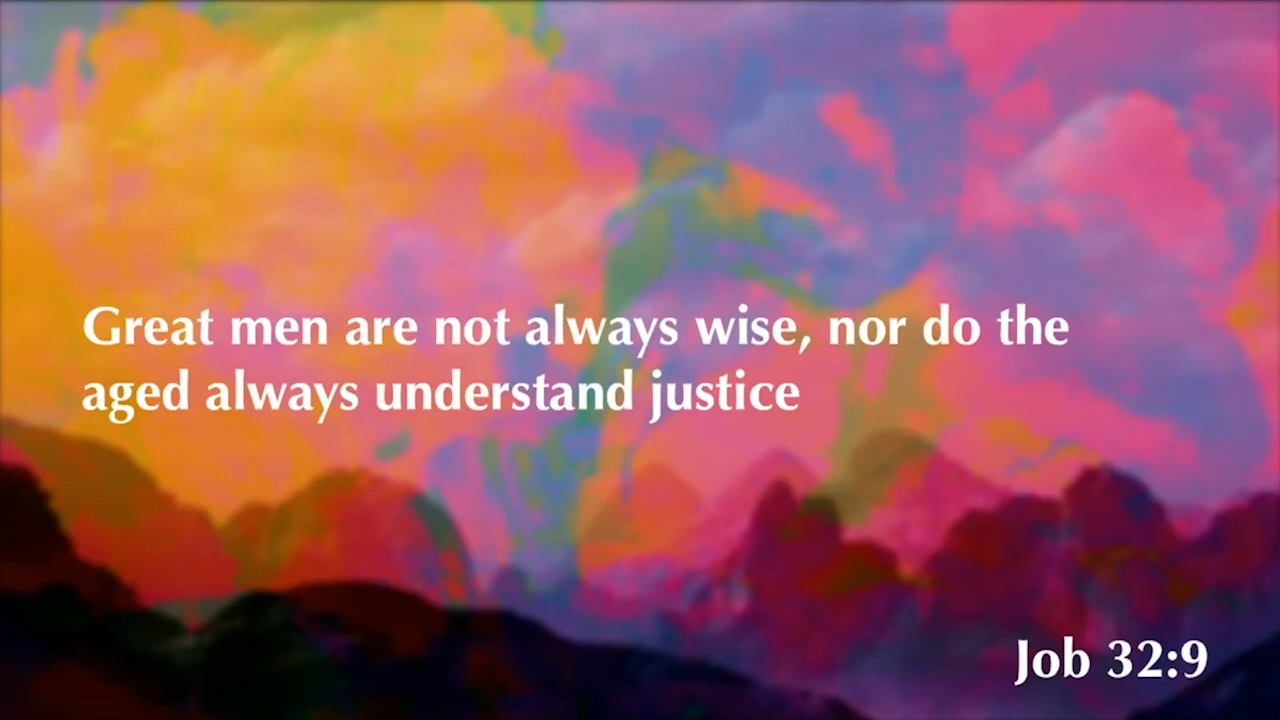 Great men are not always wise, nor do the
aged always understand justice
Job 32:9